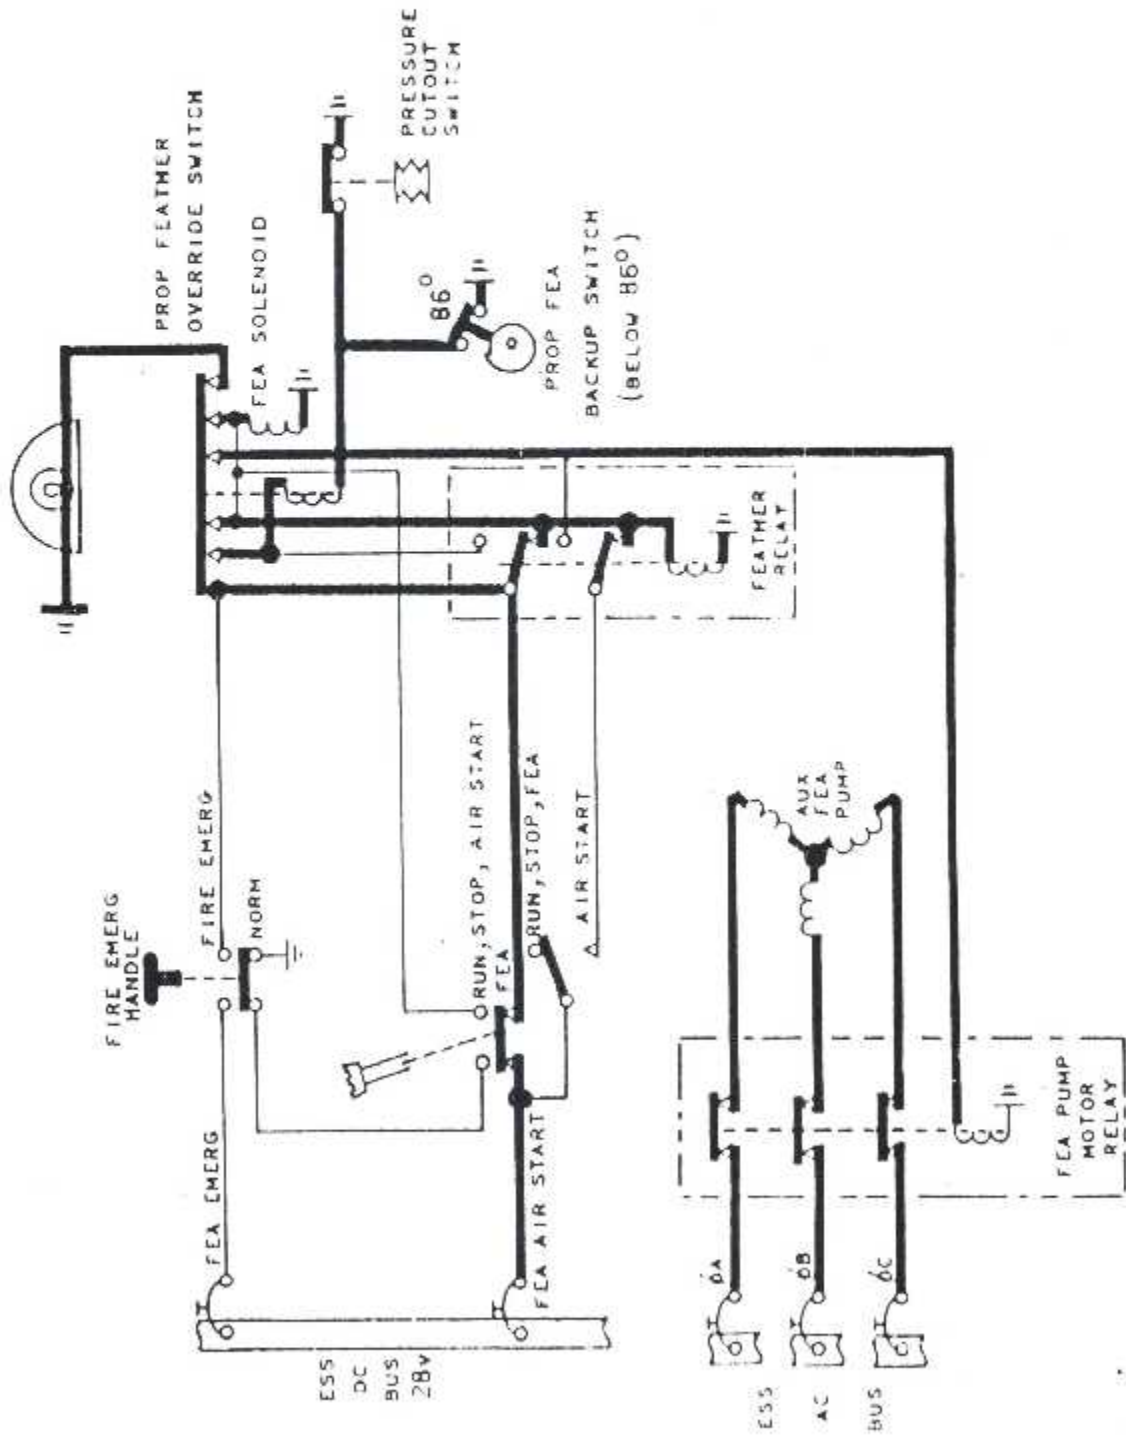 PROP FEATHER
OVERRIDE SWITCH
PRESSURE
CUTOUT
SWITCH
FEA SOLENOID
86°
PROP FEA
BACKUP SWITCH
(BELOW 86°)
FEATHER
RELAY
FIRE EMERG
HANDLE
FIRE EMERG
NORM
RUN, STOP, AIR START
FEA
RUN, STOP, FEA
AIR START
FEA EMERG
FEA AIR START
ESS
DC
BUS
28V
AUX
FEA
PUMP
FEA PUMP
MOTOR
RELAY
ØA
ØB
ØC
ESS
AC
BUS